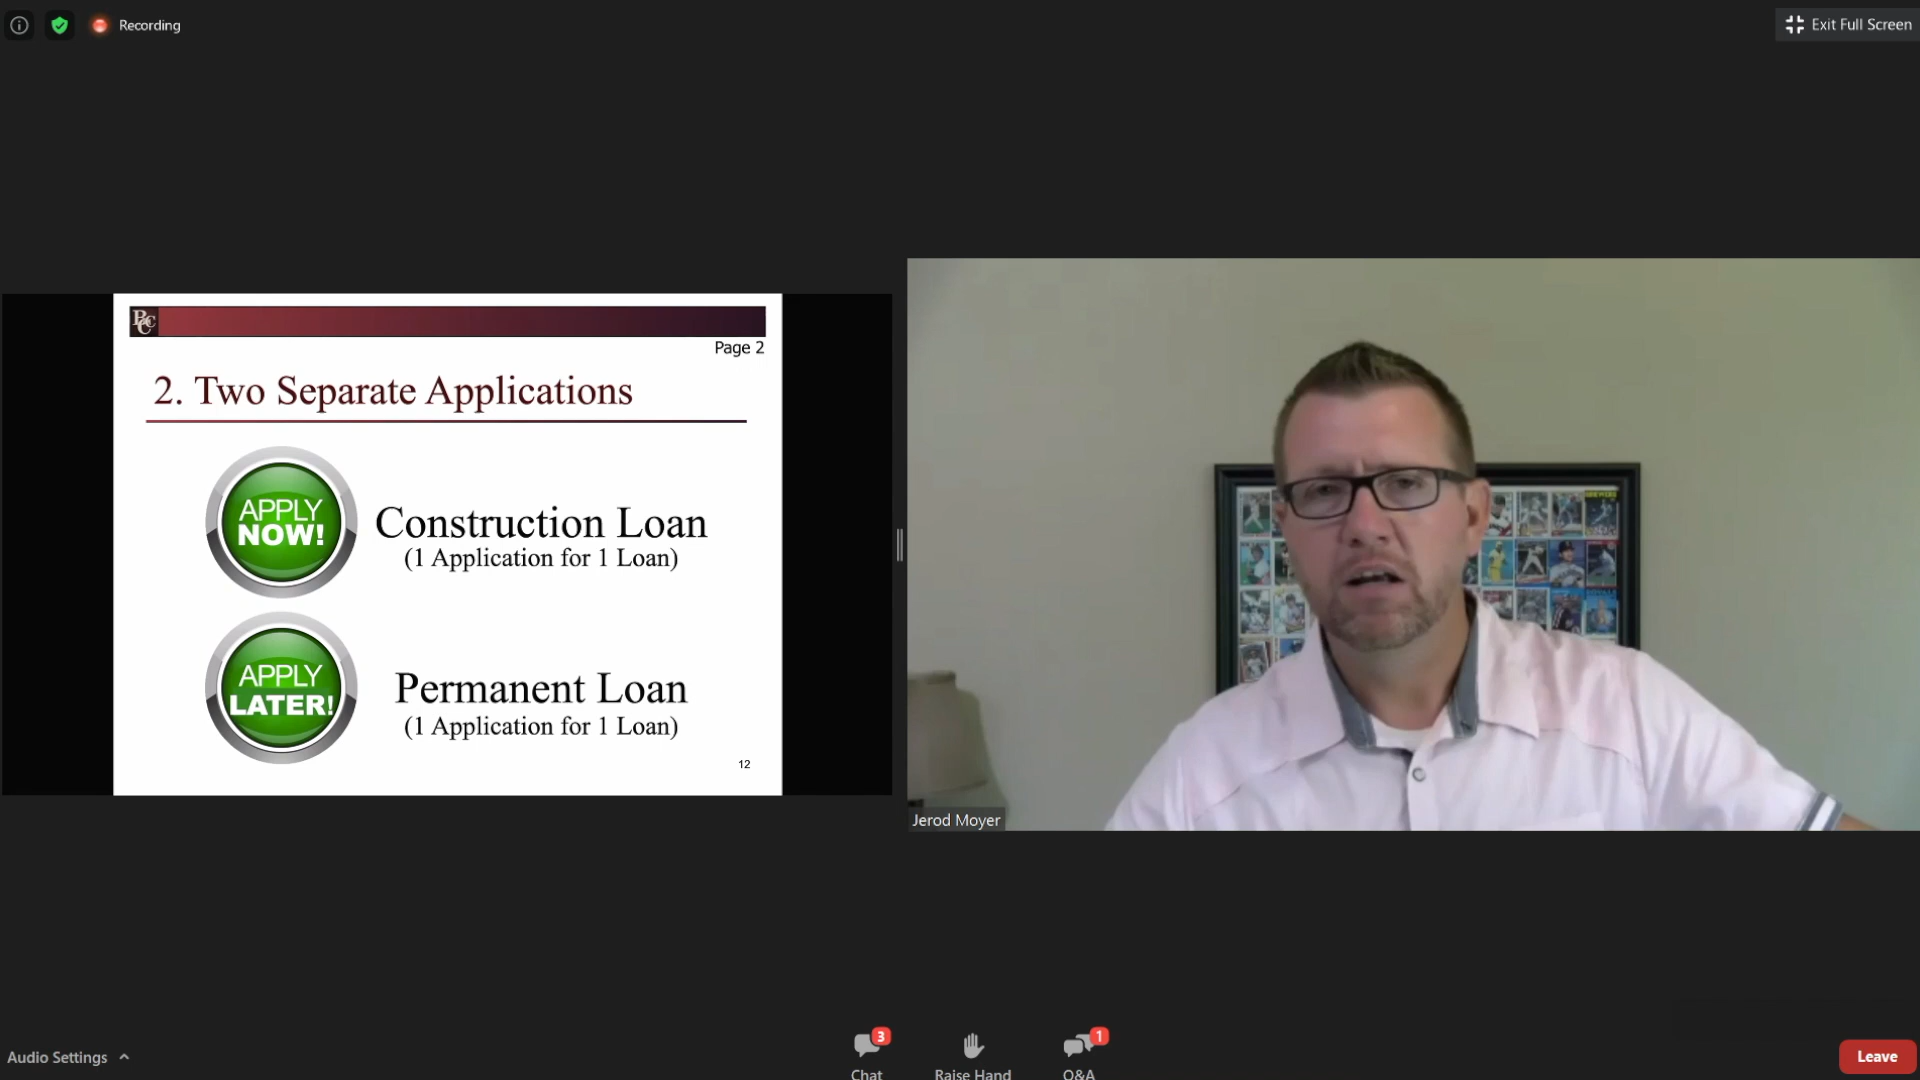 Recording
Exit Full Screen
BCC
Page 2
2. Two Separate Applications
APPLY
NOW!
Construction Loan
(1 Application for 1 Loan)
APPLY
LATER!
Permanent Loan
(1 Application for 1 Loan)
12
BREWERS
Jerod Moyer
Audio Settings
3
Chat
Raise Hand
1
Q&A
Leave